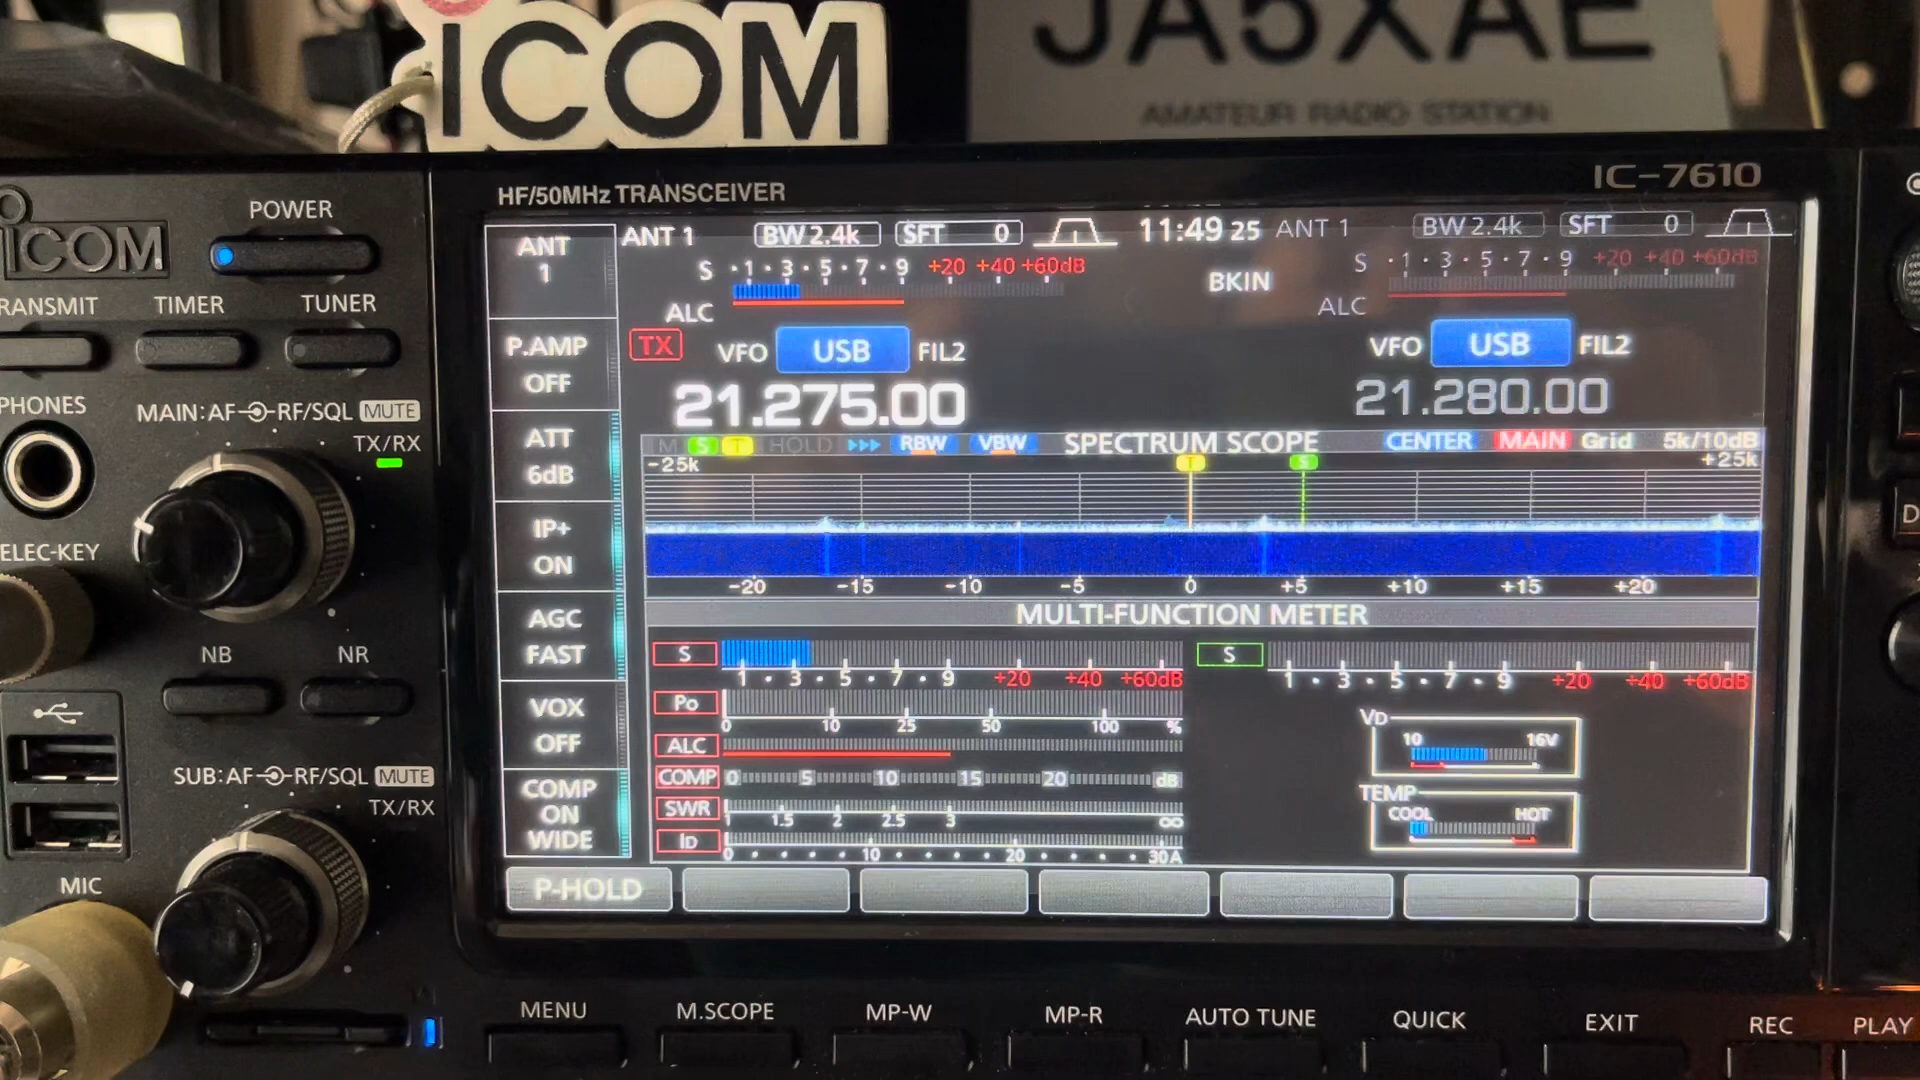 ICOM
JA5XAE
AMATEUR RADIO STATION
HF/50MHz TRANSCEIVER
IC-7610
ICOM
POWER
TRANSMIT TIMER TUNER
PHONES
MAIN:AF RF/SQL MUTE
TX/RX
ELEC-KEY
NB NR
SUB:AF RF/SQL MUTE
TX/RX
MIC
ANT
1
P.AMP
OFF
ATT
6dB
IP+
ON
AGC
FAST
VOX
OFF
COMP
ON
WIDE
ANT 1 BW 2.4k SFT 0 11:49 25 ANT 1 BW 2.4k SFT 0
S 1 3 5 7 9 +20 +40 +60dB BKIN S 1 3 5 7 9 +20 +40 +60dB
ALC ALC
TX VFO USB FIL2 VFO USB FIL2
21.275.00 21.280.00
M S T HOLD RBW VBW SPECTRUM SCOPE CENTER MAIN Grid 5k/10dB
-25k T S +25k
-20 -15 -10 -5 0 +5 +10 +15 +20
MULTI-FUNCTION METER
S 1 3 5 7 9 +20 +40 +60dB S 1 3 5 7 9 +20 +40 +60dB
Po 0 10 25 50 100 %
ALC
COMP 0 5 10 15 20 dB
SWR 1 1.5 2 2.5 3 ∞
ID 0 10 20 30A
VD
10 16V
TEMP
COOL HOT
P-HOLD
MENU M.SCOPE MP-W MP-R AUTO TUNE QUICK EXIT REC PLAY